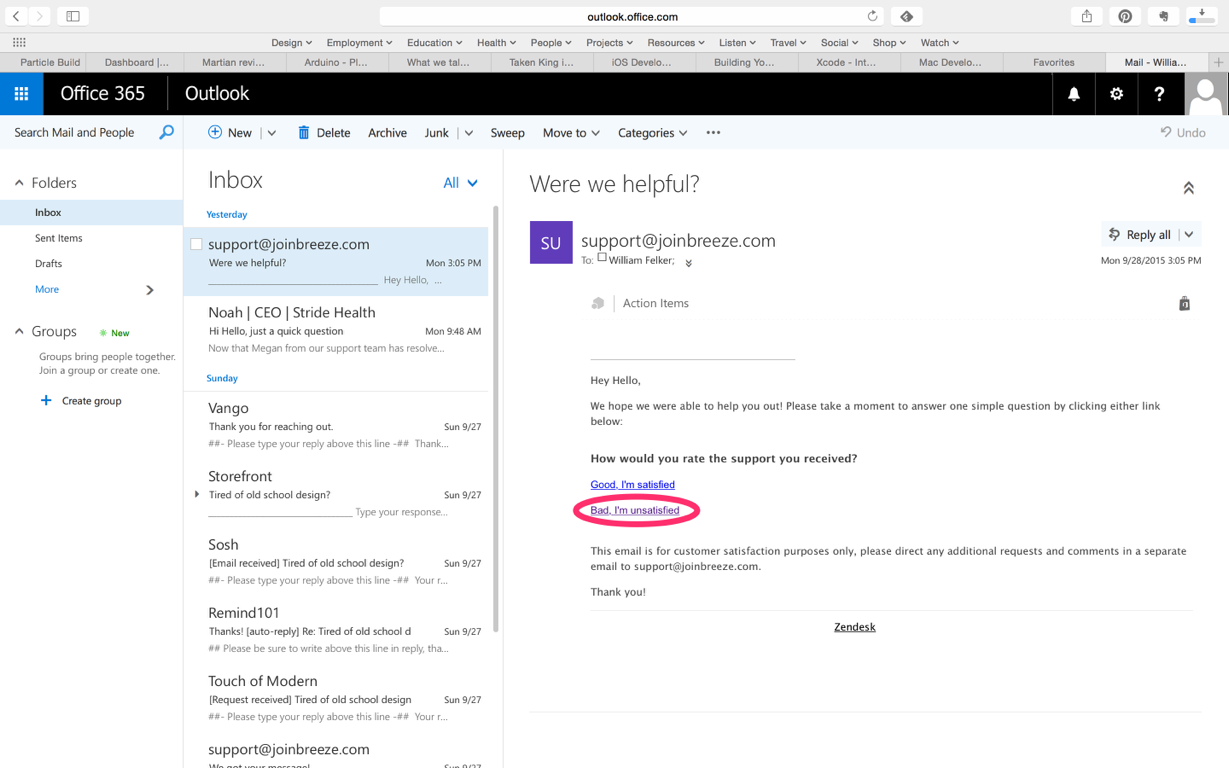 outlook.office.com
Design Employment Education Health People Projects Resources Listen Travel Social Shop Watch
Particle Build Dashboard |... Martian revi... Arduino - Pl... What we tal... Taken King i... iOS Develo... Building Yo... Xcode - Int... Mac Develo... Favorites Mail - Willia...
Office 365 Outlook ?
Search Mail and People New Delete Archive Junk Sweep Move to Categories ••• Undo
Folders
Inbox
Sent Items
Drafts
More
Groups New
Groups bring people together.
Join a group or create one.
+ Create group
Inbox All
Yesterday
support@joinbreeze.com
Were we helpful? Mon 3:05 PM
Hey Hello, ...
Noah | CEO | Stride Health
Hi Hello, just a quick question Mon 9:48 AM
Now that Megan from our support team has resolve...
Sunday
Vango
Thank you for reaching out. Sun 9/27
##- Please type your reply above this line -## Thank...
Storefront
Tired of old school design? Sun 9/27
Type your response...
Sosh
[Email received] Tired of old school design? Sun 9/27
##- Please type your reply above this line -## Your r...
Remind101
Thanks! [auto-reply] Re: Tired of old school d Sun 9/27
## Please be sure to write above this line in reply, tha...
Touch of Modern
[Request received] Tired of old school design Sun 9/27
##- Please type your reply above this line -## Your r...
support@joinbreeze.com
We got your message! Sun 9/27
Were we helpful?
SU
support@joinbreeze.com
To: William Felker;
Reply all
Mon 9/28/2015 3:05 PM
Action Items
Hey Hello,
We hope we were able to help you out! Please take a moment to answer one simple question by clicking either link
below:
How would you rate the support you received?
Good, I'm satisfied
Bad, I'm unsatisfied
This email is for customer satisfaction purposes only, please direct any additional requests and comments in a separate
email to support@joinbreeze.com.
Thank you!
Zendesk